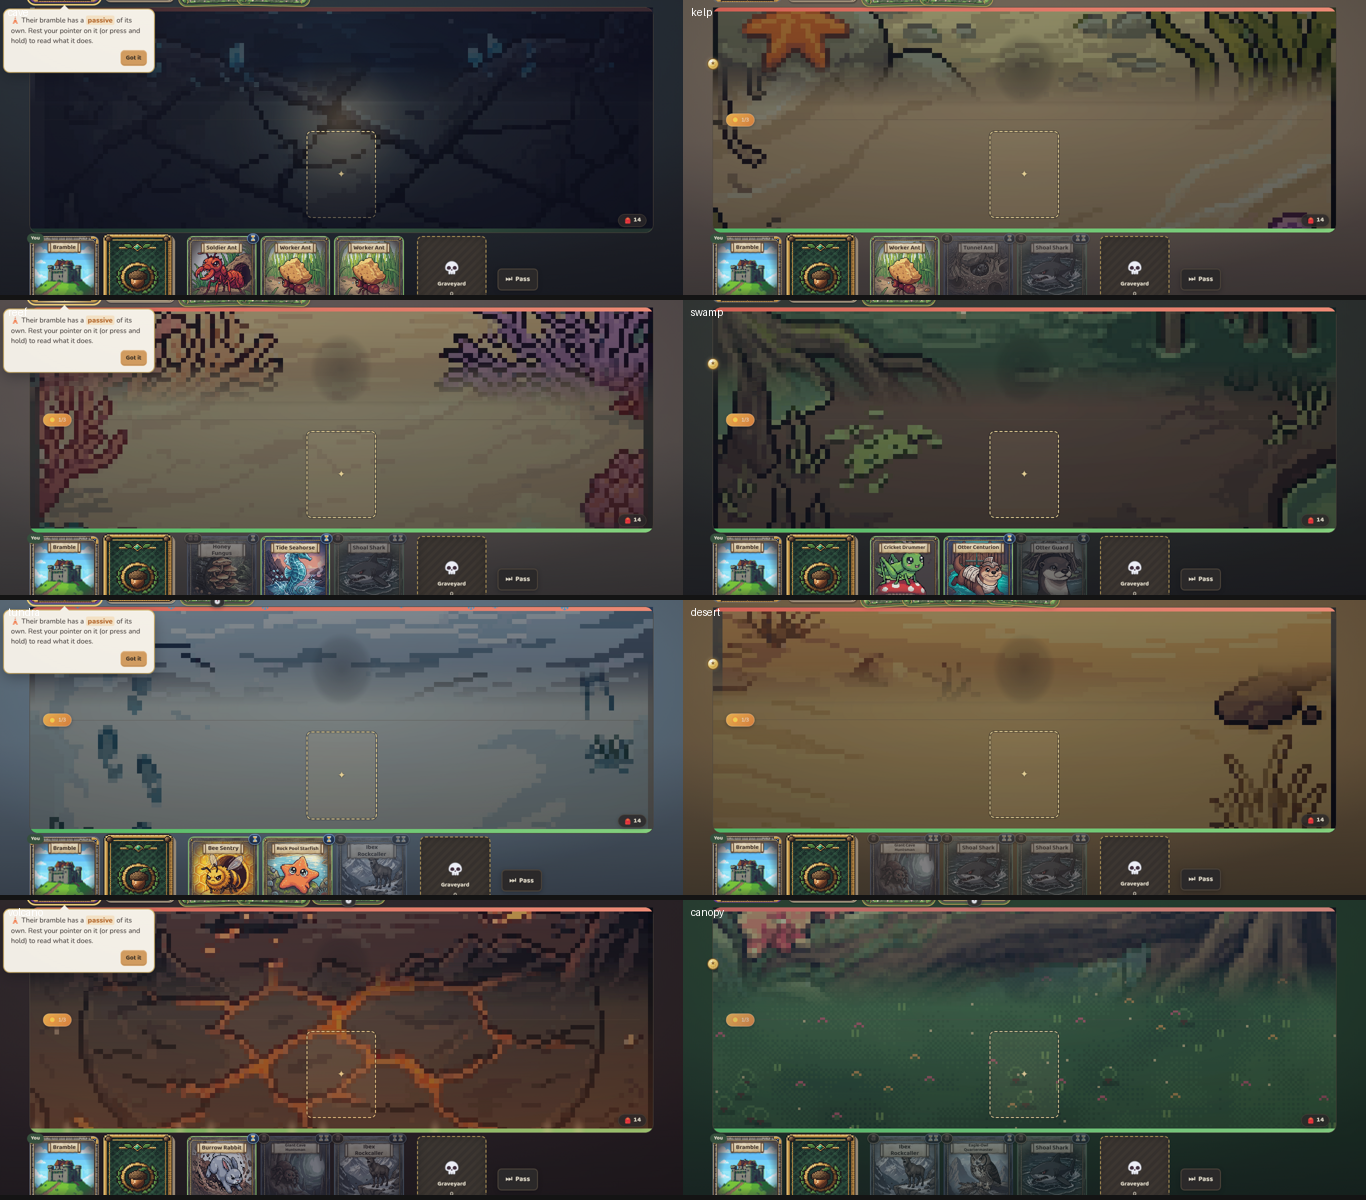 Their bramble has a passive of its
own. Rest your pointer on it (or press and
hold) to read what it does.
Got it
14
You
Bramble
Soldier Ant
Worker Ant
Worker Ant
Graveyard
Pass
kelp
14
You
Bramble
Worker Ant
Tunnel Ant
Shoal Shark
Graveyard
Pass
Their bramble has a passive of its
own. Rest your pointer on it (or press and
hold) to read what it does.
Got it
14
You
Bramble
Honey
Fungus
Tide Seahorse
Shoal Shark
Graveyard
Pass
swamp
14
You
Bramble
Cricket Drummer
Otter Centurion
Otter Guard
Graveyard
Pass
tundra
Their bramble has a passive of its
own. Rest your pointer on it (or press and
hold) to read what it does.
Got it
14
You
Bramble
Bee Sentry
Rock Pool Starfish
Ibex
Rockcaller
Graveyard
Pass
desert
14
You
Bramble
Shoal Shark
Shoal Shark
Graveyard
Pass
Their bramble has a passive of its
own. Rest your pointer on it (or press and
hold) to read what it does.
Got it
14
You
Bramble
Burrow Rabbit
Ibex
Rockcaller
Graveyard
Pass
canopy
14
You
Bramble
Ibex
Rockcaller
Shoal Shark
Graveyard
Pass